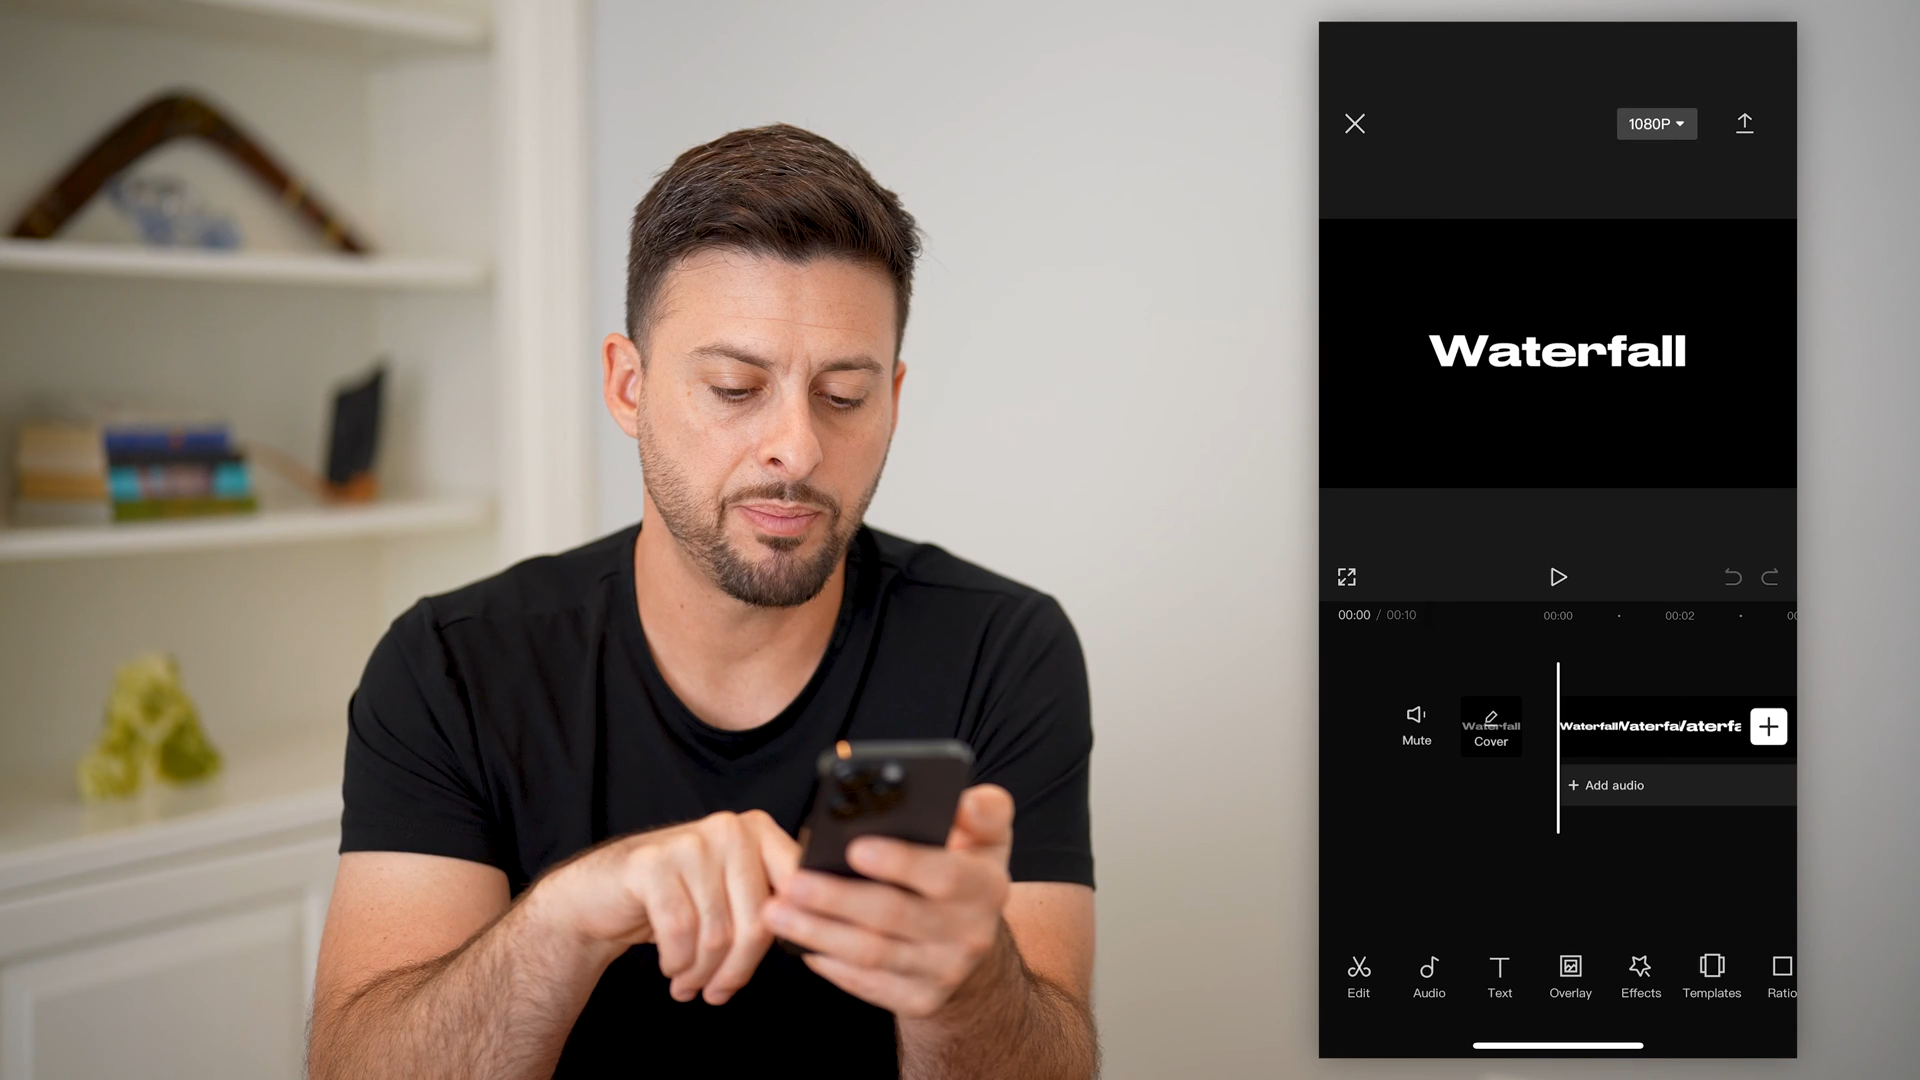 1080P
Waterfall
00:00 / 00:10
00:00
00:02
Waterfall
Mute
Cover
+ Add audio
Edit
Audio
Text
Overlay
Effects
Templates
Ratio